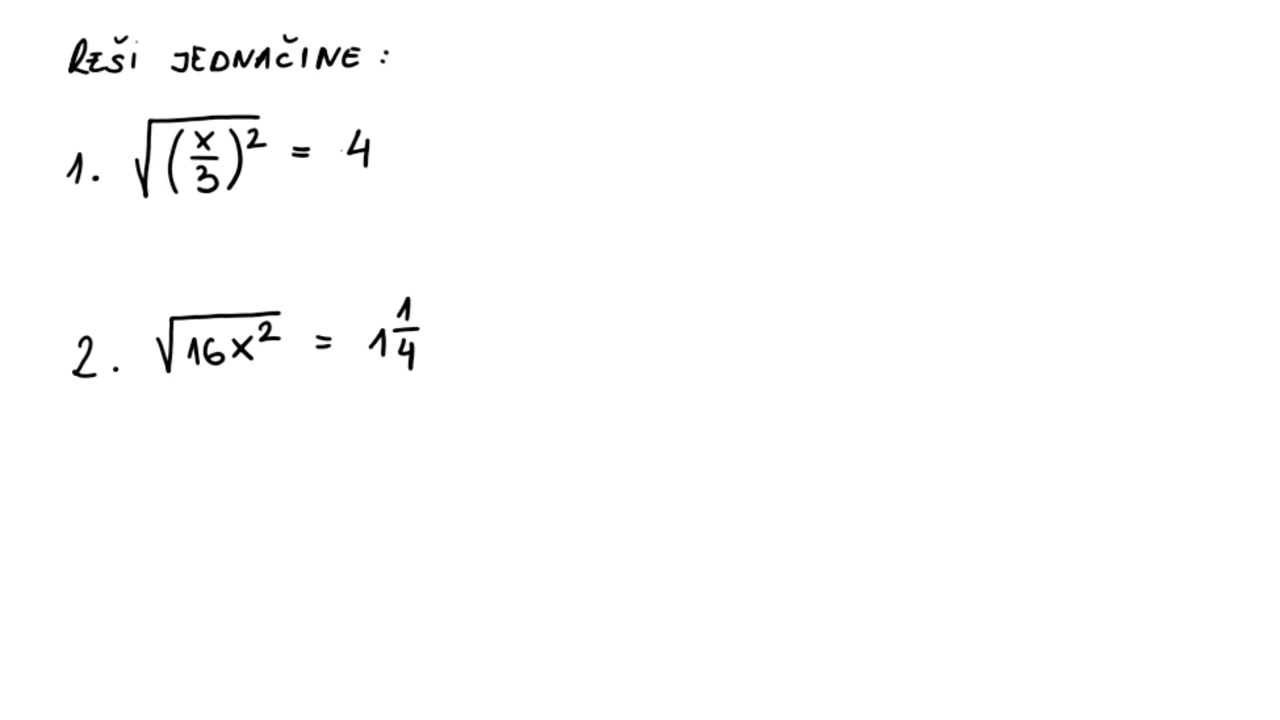 REŠI JEDNAČINE:
1. √((x/3)²) = 4
2. √(16x²) = 1 1/4